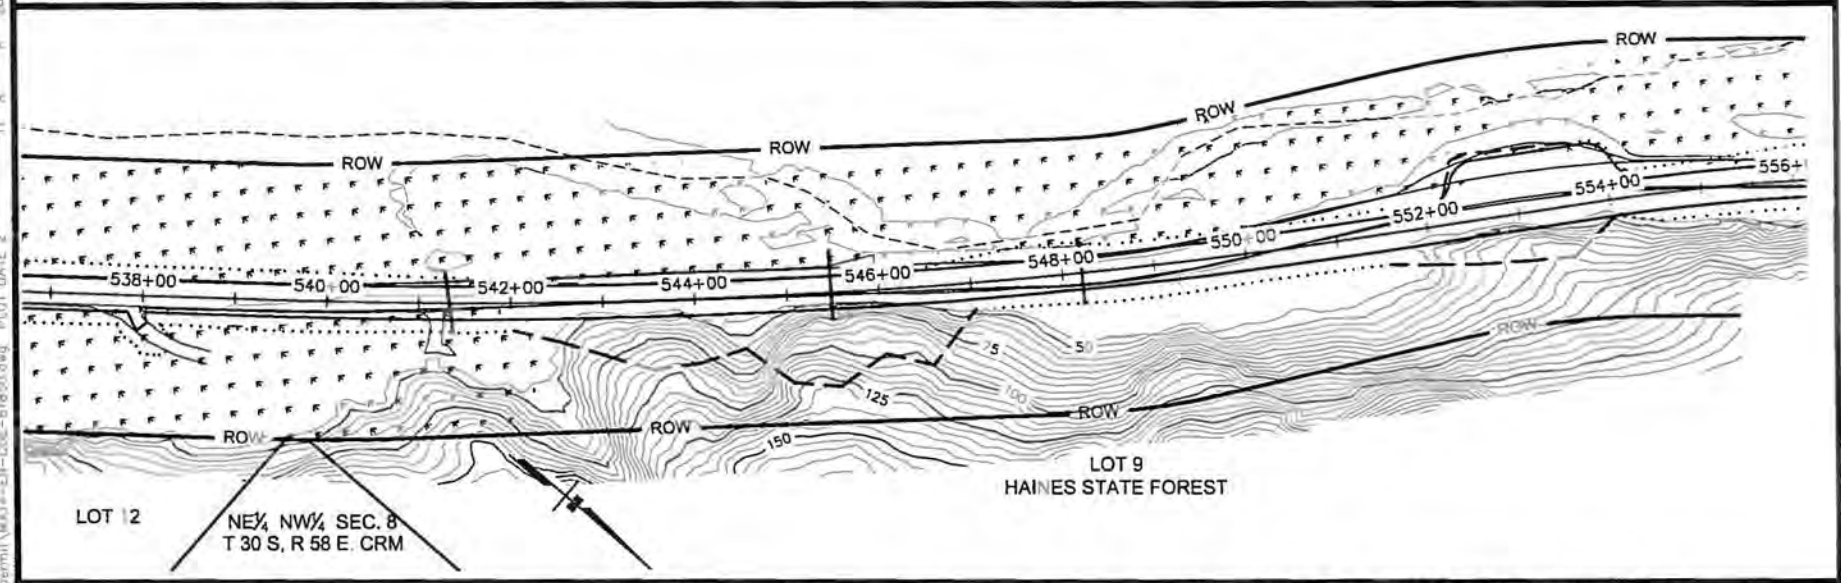 ROW
ROW
ROW
ROW
538+00
540+00
542+00
544+00
546+00
548+00
550+00
552+00
554+00
556+
75
50
100
125
150
ROW
ROW
ROW
ROW
LOT 12
NE¼ NW¼ SEC. 8
T 30 S, R 58 E. CRM
LOT 9
HAINES STATE FOREST
PLOT DATE